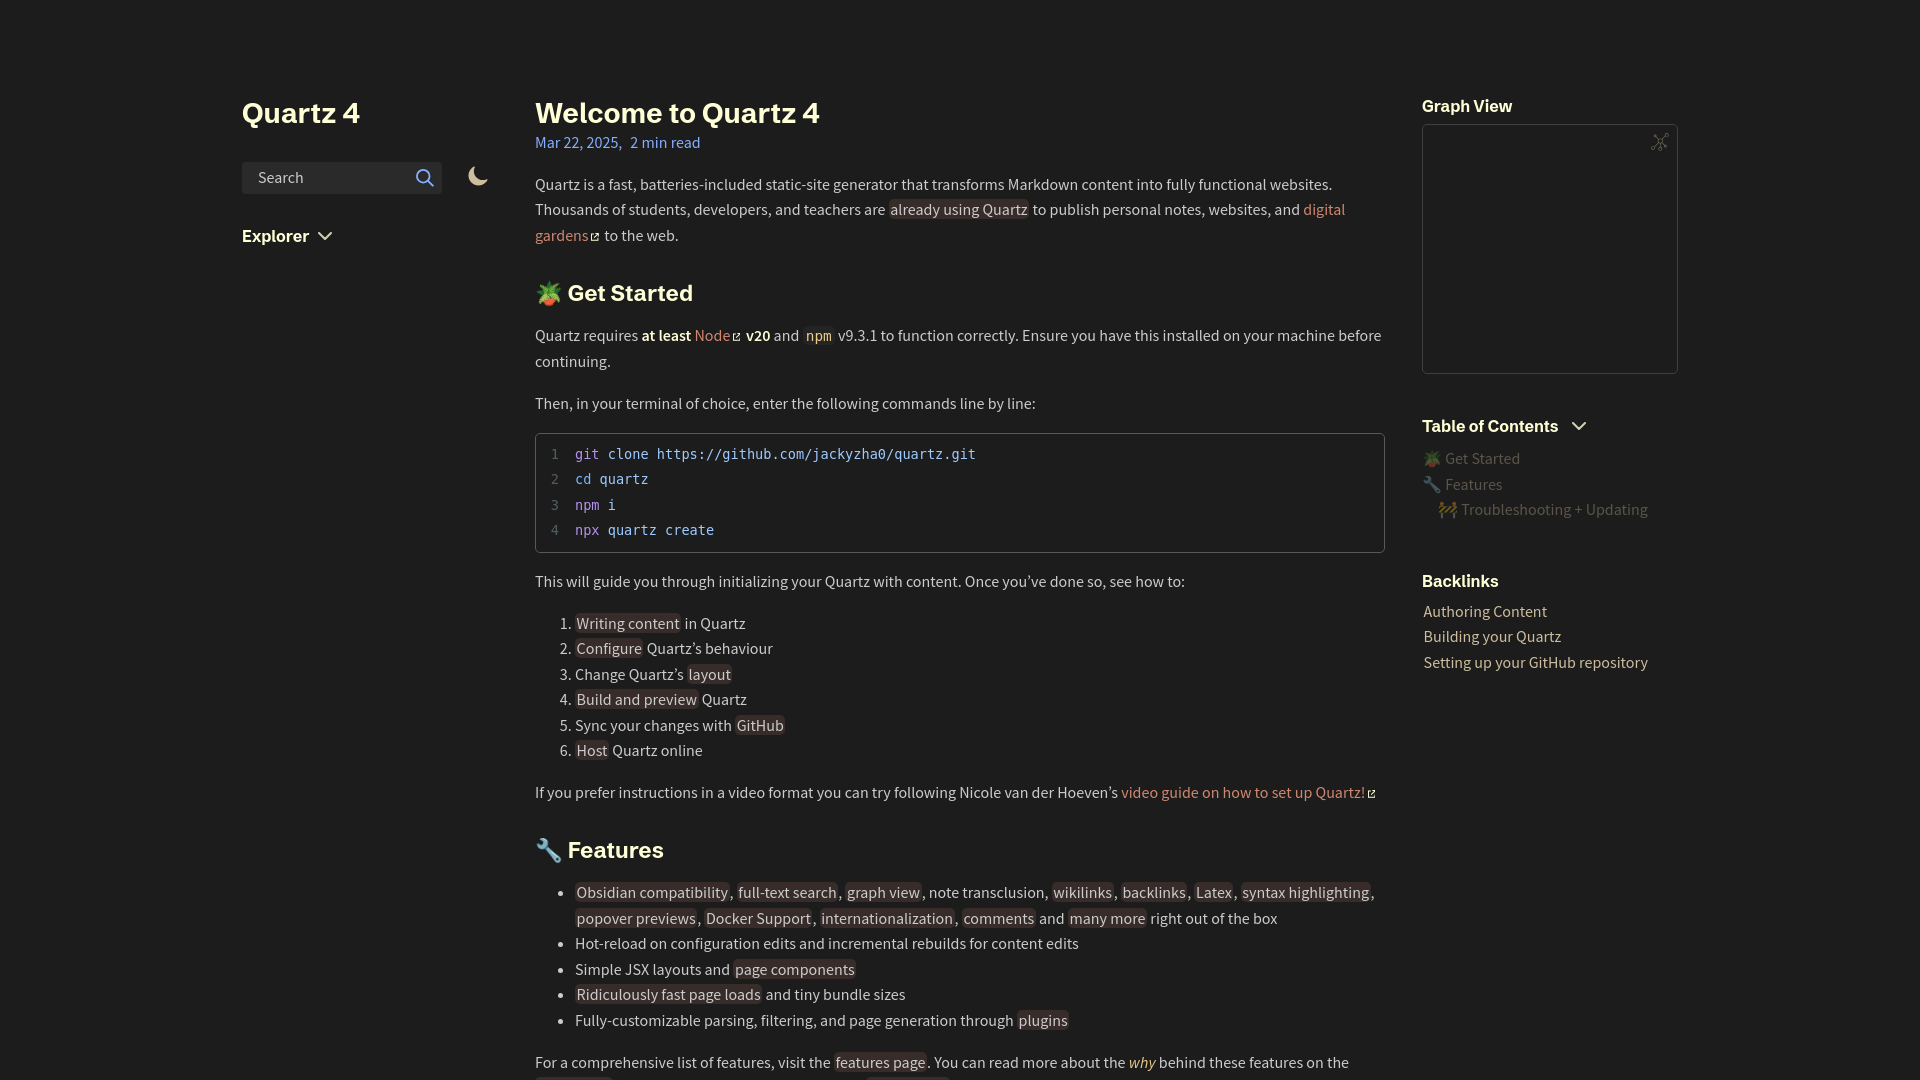 Quartz 4
Search
Explorer
Welcome to Quartz 4
Mar 22, 2025, 2 min read
Quartz is a fast, batteries-included static-site generator that transforms Markdown content into fully functional websites.
Thousands of students, developers, and teachers are already using Quartz to publish personal notes, websites, and digital
gardens to the web.
🪴 Get Started
Quartz requires at least Node v20 and npm v9.3.1 to function correctly. Ensure you have this installed on your machine before
continuing.
Then, in your terminal of choice, enter the following commands line by line:
1 git clone https://github.com/jackyzha0/quartz.git
2 cd quartz
3 npm i
4 npx quartz create
This will guide you through initializing your Quartz with content. Once you’ve done so, see how to:
1. Writing content in Quartz
2. Configure Quartz’s behaviour
3. Change Quartz’s layout
4. Build and preview Quartz
5. Sync your changes with GitHub
6. Host Quartz online
If you prefer instructions in a video format you can try following Nicole van der Hoeven’s video guide on how to set up Quartz!
🔧 Features
• Obsidian compatibility, full-text search, graph view, note transclusion, wikilinks, backlinks, Latex, syntax highlighting,
popover previews, Docker Support, internationalization, comments and many more right out of the box
• Hot-reload on configuration edits and incremental rebuilds for content edits
• Simple JSX layouts and page components
• Ridiculously fast page loads and tiny bundle sizes
• Fully-customizable parsing, filtering, and page generation through plugins
For a comprehensive list of features, visit the features page. You can read more about the why behind these features on the
Graph View
Table of Contents
🪴 Get Started
🔧 Features
🚧 Troubleshooting + Updating
Backlinks
Authoring Content
Building your Quartz
Setting up your GitHub repository